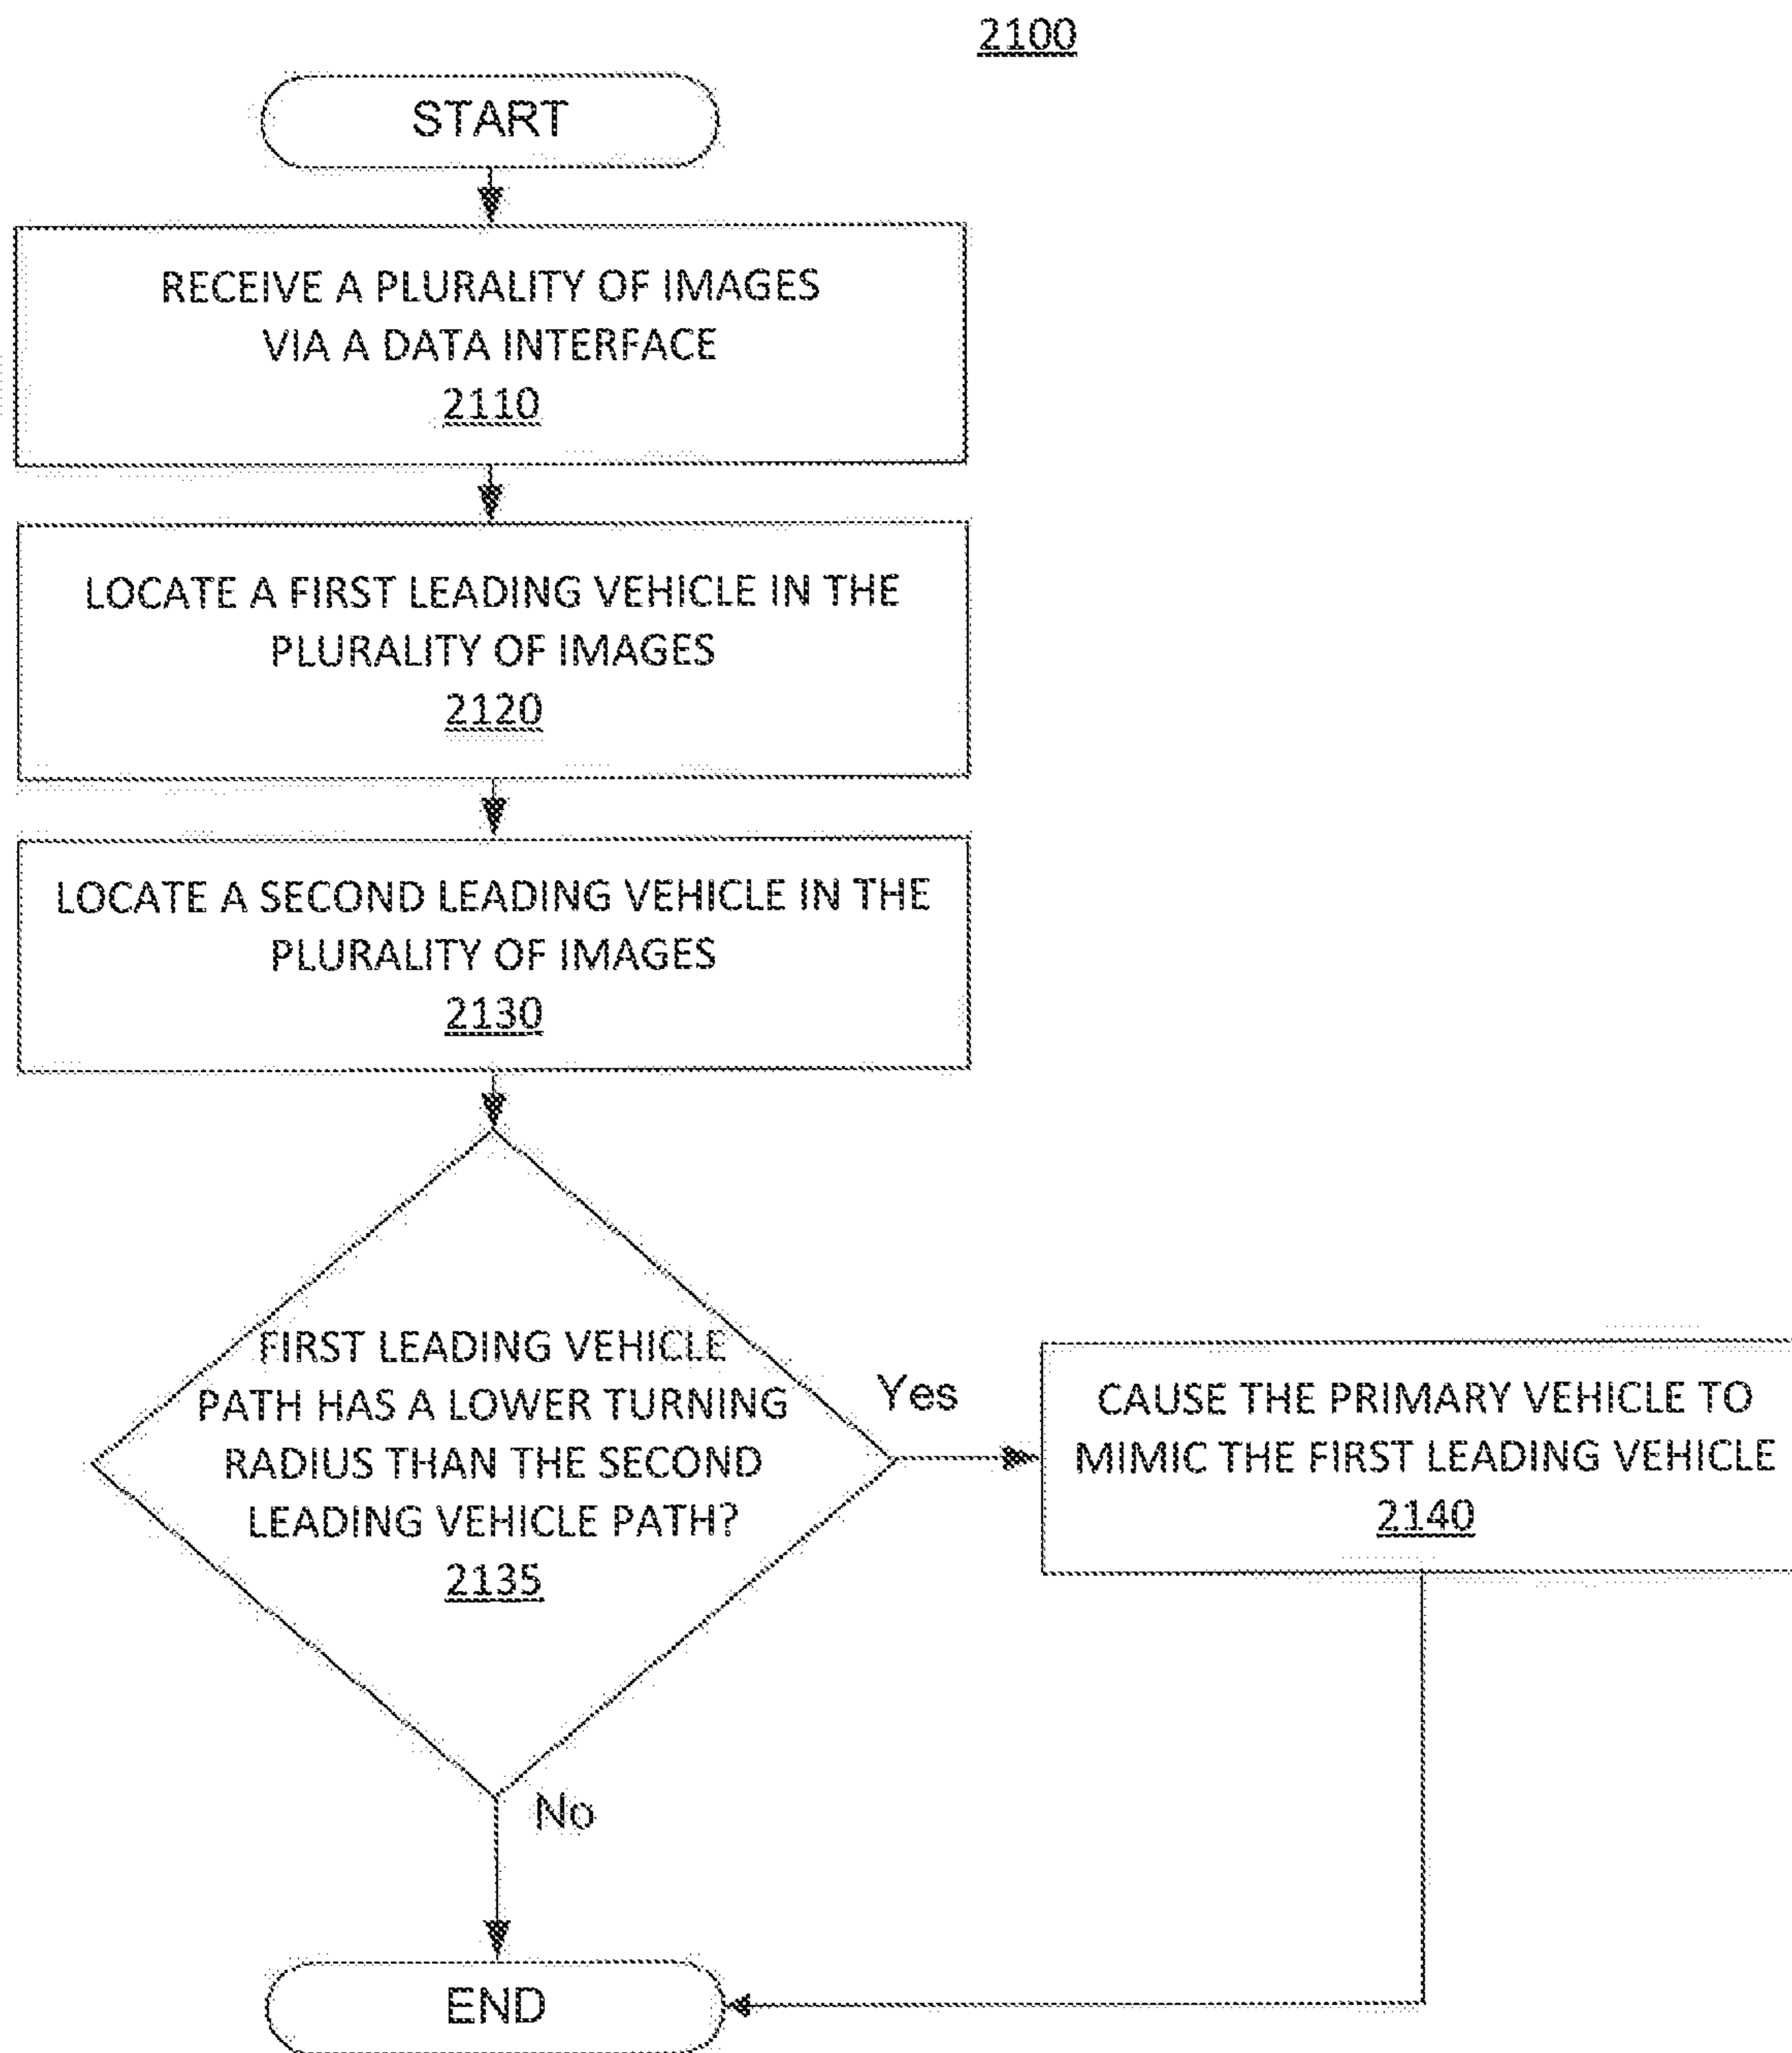 2100
START
RECEIVE A PLURALITY OF IMAGES
VIA A DATA INTERFACE
2110
LOCATE A FIRST LEADING VEHICLE IN THE
PLURALITY OF IMAGES
2120
LOCATE A SECOND LEADING VEHICLE IN THE
PLURALITY OF IMAGES
2130
FIRST LEADING VEHICLE
PATH HAS A LOWER TURNING
RADIUS THAN THE SECOND
LEADING VEHICLE PATH?
2135
Yes
CAUSE THE PRIMARY VEHICLE TO
MIMIC THE FIRST LEADING VEHICLE
2140
No
END